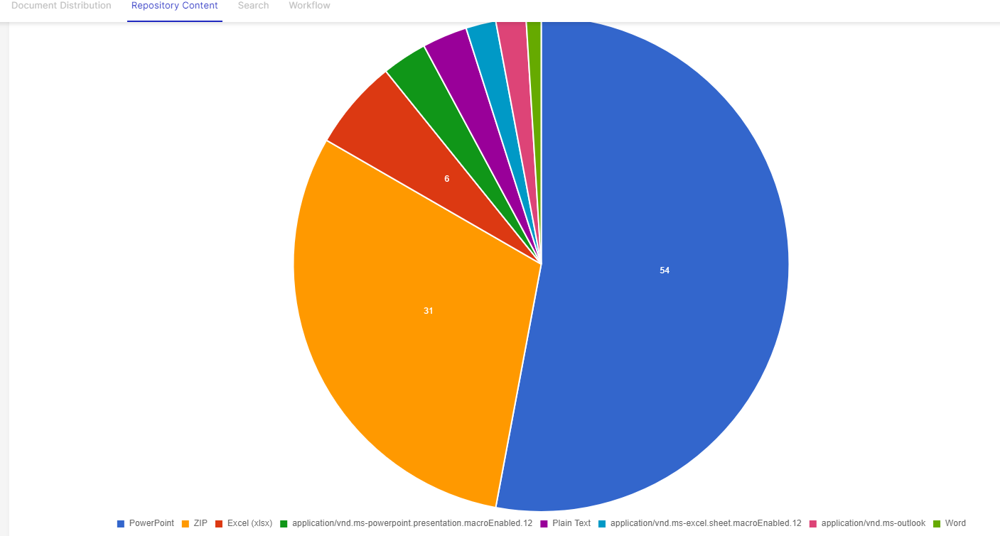 Document Distribution Repository Content Search Workflow
6
54
31
PowerPoint ZIP Excel (xlsx) application/vnd.ms-powerpoint.presentation.macroEnabled.12 Plain Text application/vnd.ms-excel.sheet.macroEnabled.12 application/vnd.ms-outlook Word